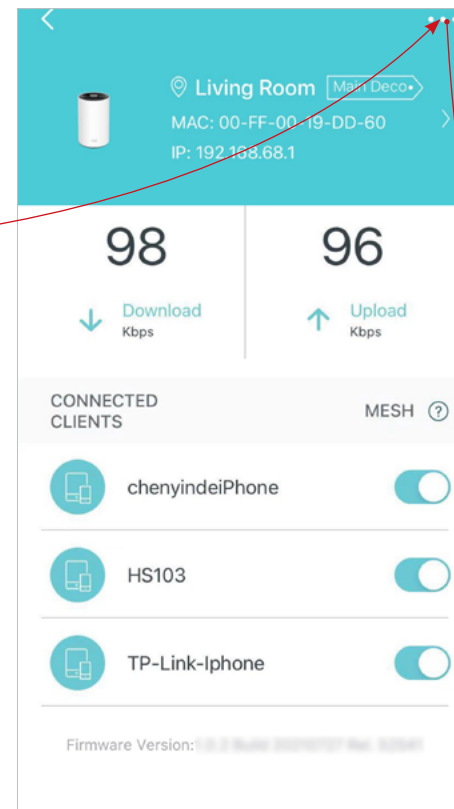 Living Room Main Deco
MAC: 00-FF-00-19-DD-60
IP: 192.168.68.1
98 96
Download Upload
Kbps Kbps
CONNECTED
CLIENTS
MESH ?
chenyindeiPhone
HS103
TP-Link-Iphone
Firmware Version: